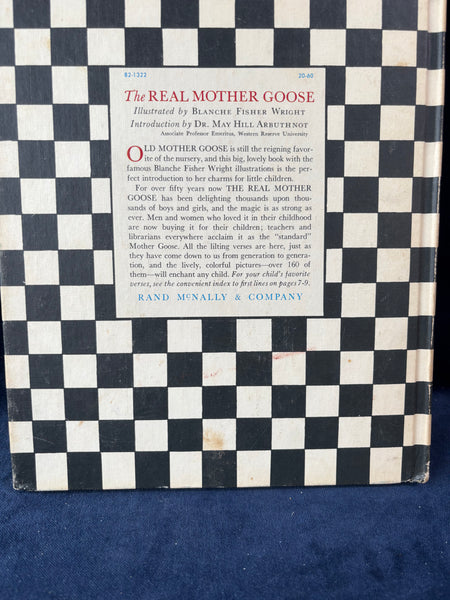 82-1322 20-60
The REAL MOTHER GOOSE
Illustrated by BLANCHE FISHER WRIGHT
Introduction by DR. MAY HILL ARBUTHNOT
Associate Professor Emeritus, Western Reserve University
OLD MOTHER GOOSE is still the reigning favor-
ite of the nursery, and this big, lovely book with the
famous Blanche Fisher Wright illustrations is the per-
fect introduction to her charms for little children.
For over fifty years now THE REAL MOTHER
GOOSE has been delighting thousands upon thou-
sands of boys and girls, and the magic is as strong as
ever. Men and women who loved it in their childhood
are now buying it for their children; teachers and
librarians everywhere acclaim it as the “standard”
Mother Goose. All the lilting verses are here, just as
they have come down to us from generation to genera-
tion, and the lively, colorful pictures—over 160 of
them—will enchant any child. For your child's favorite
verses, see the convenient index to first lines on pages 7-9.
RAND McNALLY & COMPANY